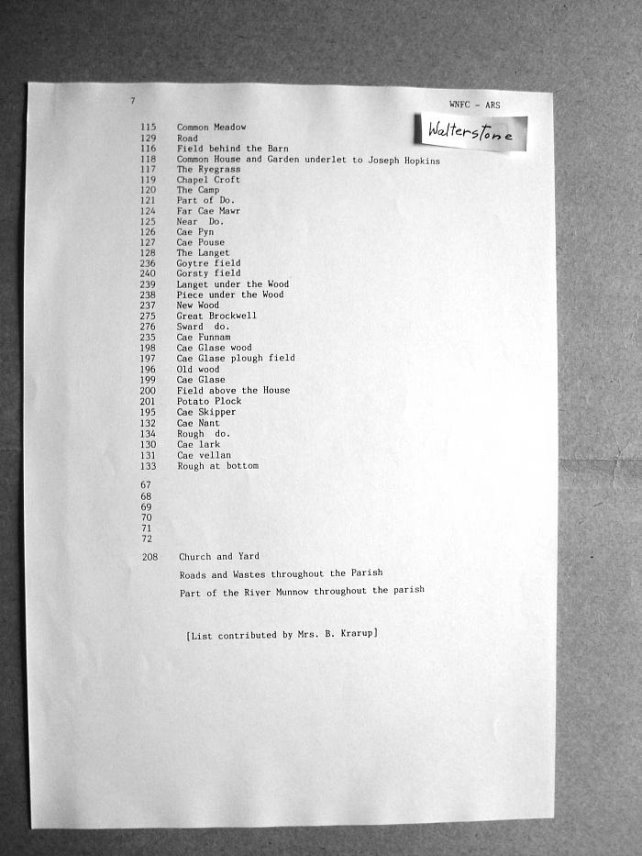 7 WNFC - ARS
Walterstone
115 Common Meadow
129 Road
116 Field behind the Barn
118 Common House and Garden underlet to Joseph Hopkins
117 The Ryegrass
119 Chapel Croft
120 The Camp
121 Part of Do.
124 Far Cae Mawr
125 Near Do.
126 Cae Pyn
127 Cae Pouse
128 The Langet
236 Goytre field
240 Gorsty field
239 Langet under the Wood
238 Piece under the Wood
237 New Wood
275 Great Brockwell
276 Sward do.
235 Cae Funnam
198 Cae Glase wood
197 Cae Glase plough field
196 Old wood
199 Cae Glase
200 Field above the House
201 Potato Plock
195 Cae Skipper
132 Cae Nant
134 Rough do.
130 Cae lark
131 Cae vellan
133 Rough at bottom
67
68
69
70
71
72
208 Church and Yard
Roads and Wastes throughout the Parish
Part of the River Munnow throughout the parish
[List contributed by Mrs. B. Krarup]